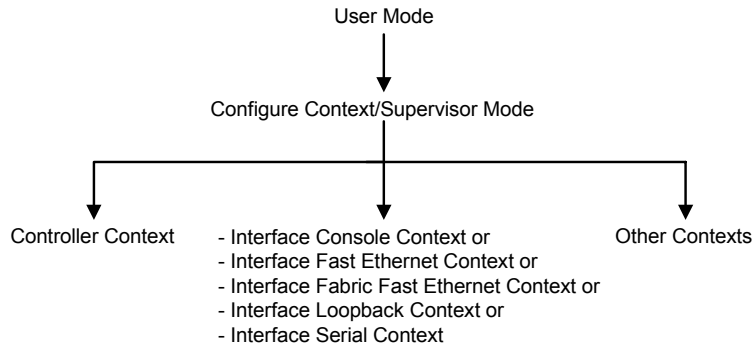 User Mode
Configure Context/Supervisor Mode
Controller Context
- Interface Console Context or
- Interface Fast Ethernet Context or
- Interface Fabric Fast Ethernet Context or
- Interface Loopback Context or
- Interface Serial Context
Other Contexts